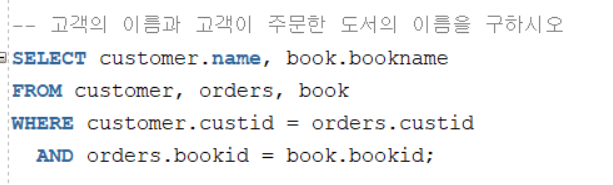 -- 고객의 이름과 고객이 주문한 도서의 이름을 구하시오
SELECT customer.name, book.bookname
FROM customer, orders, book
WHERE customer.custid = orders.custid
AND orders.bookid = book.bookid;